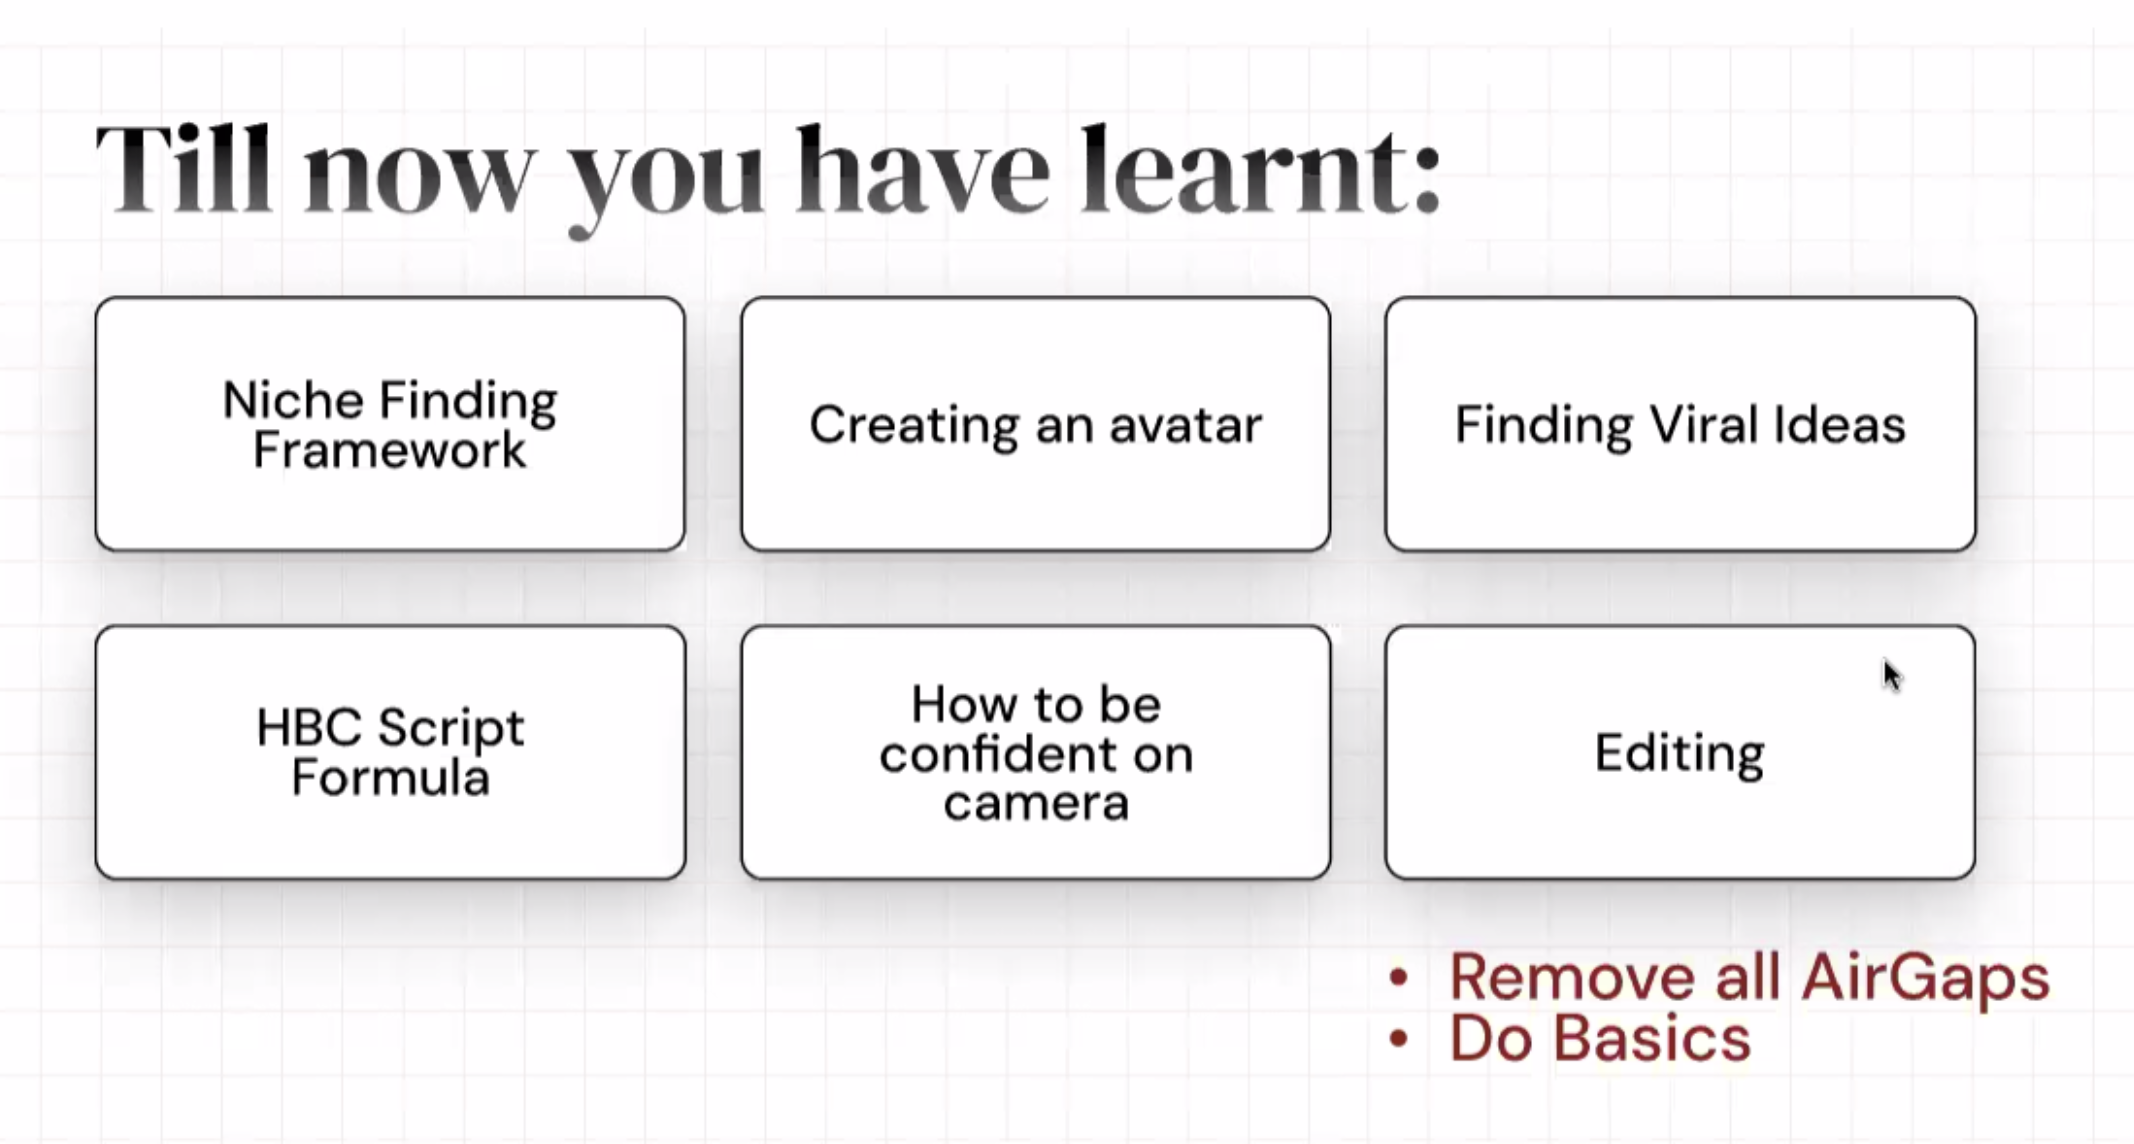 Till now you have learnt:
Niche Finding
Framework
Creating an avatar
Finding Viral Ideas
HBC Script
Formula
How to be
confident on
camera
Editing
• Remove all AirGaps
• Do Basics